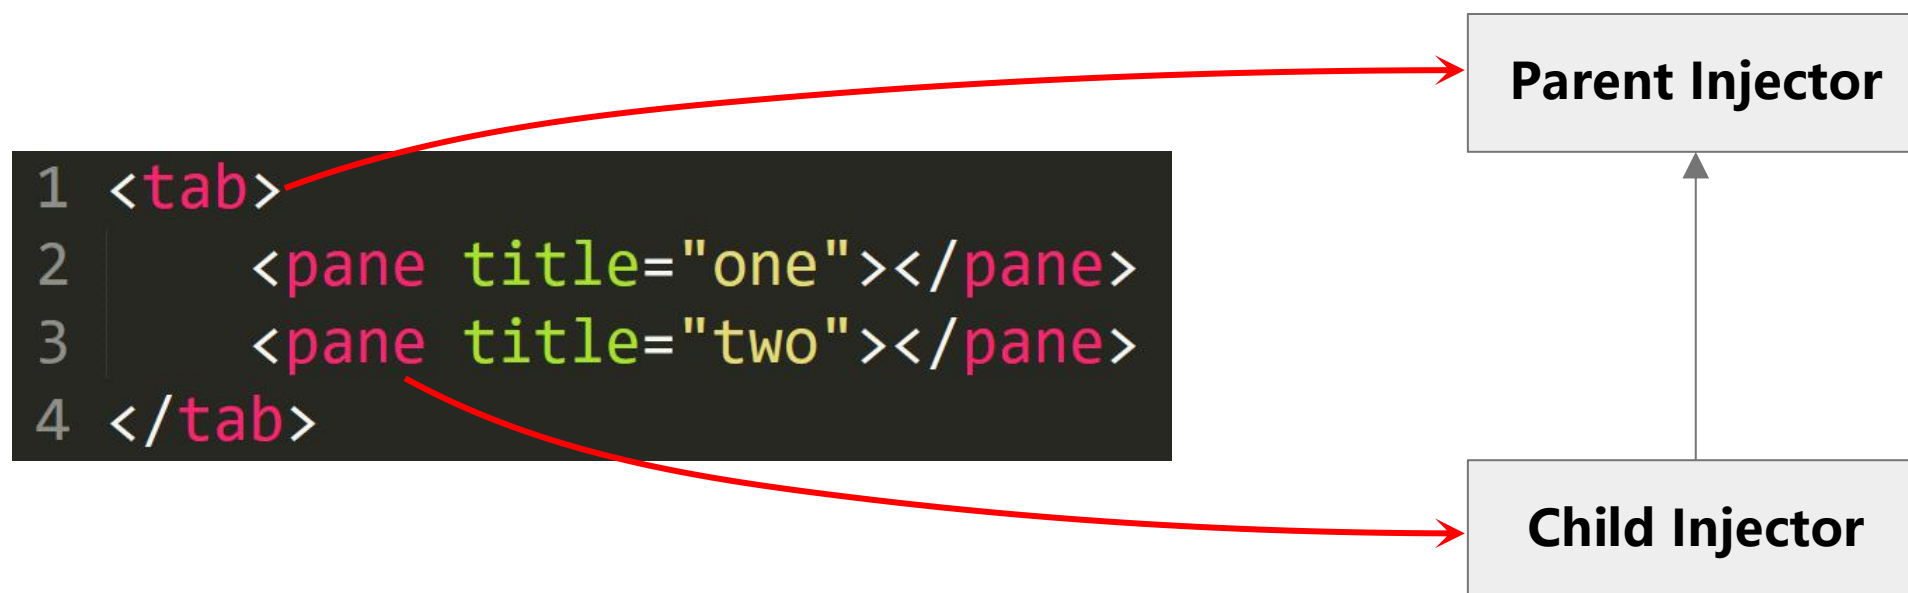 Parent Injector
1 <tab>
2     <pane title="one"></pane>
3     <pane title="two"></pane>
4 </tab>
Child Injector